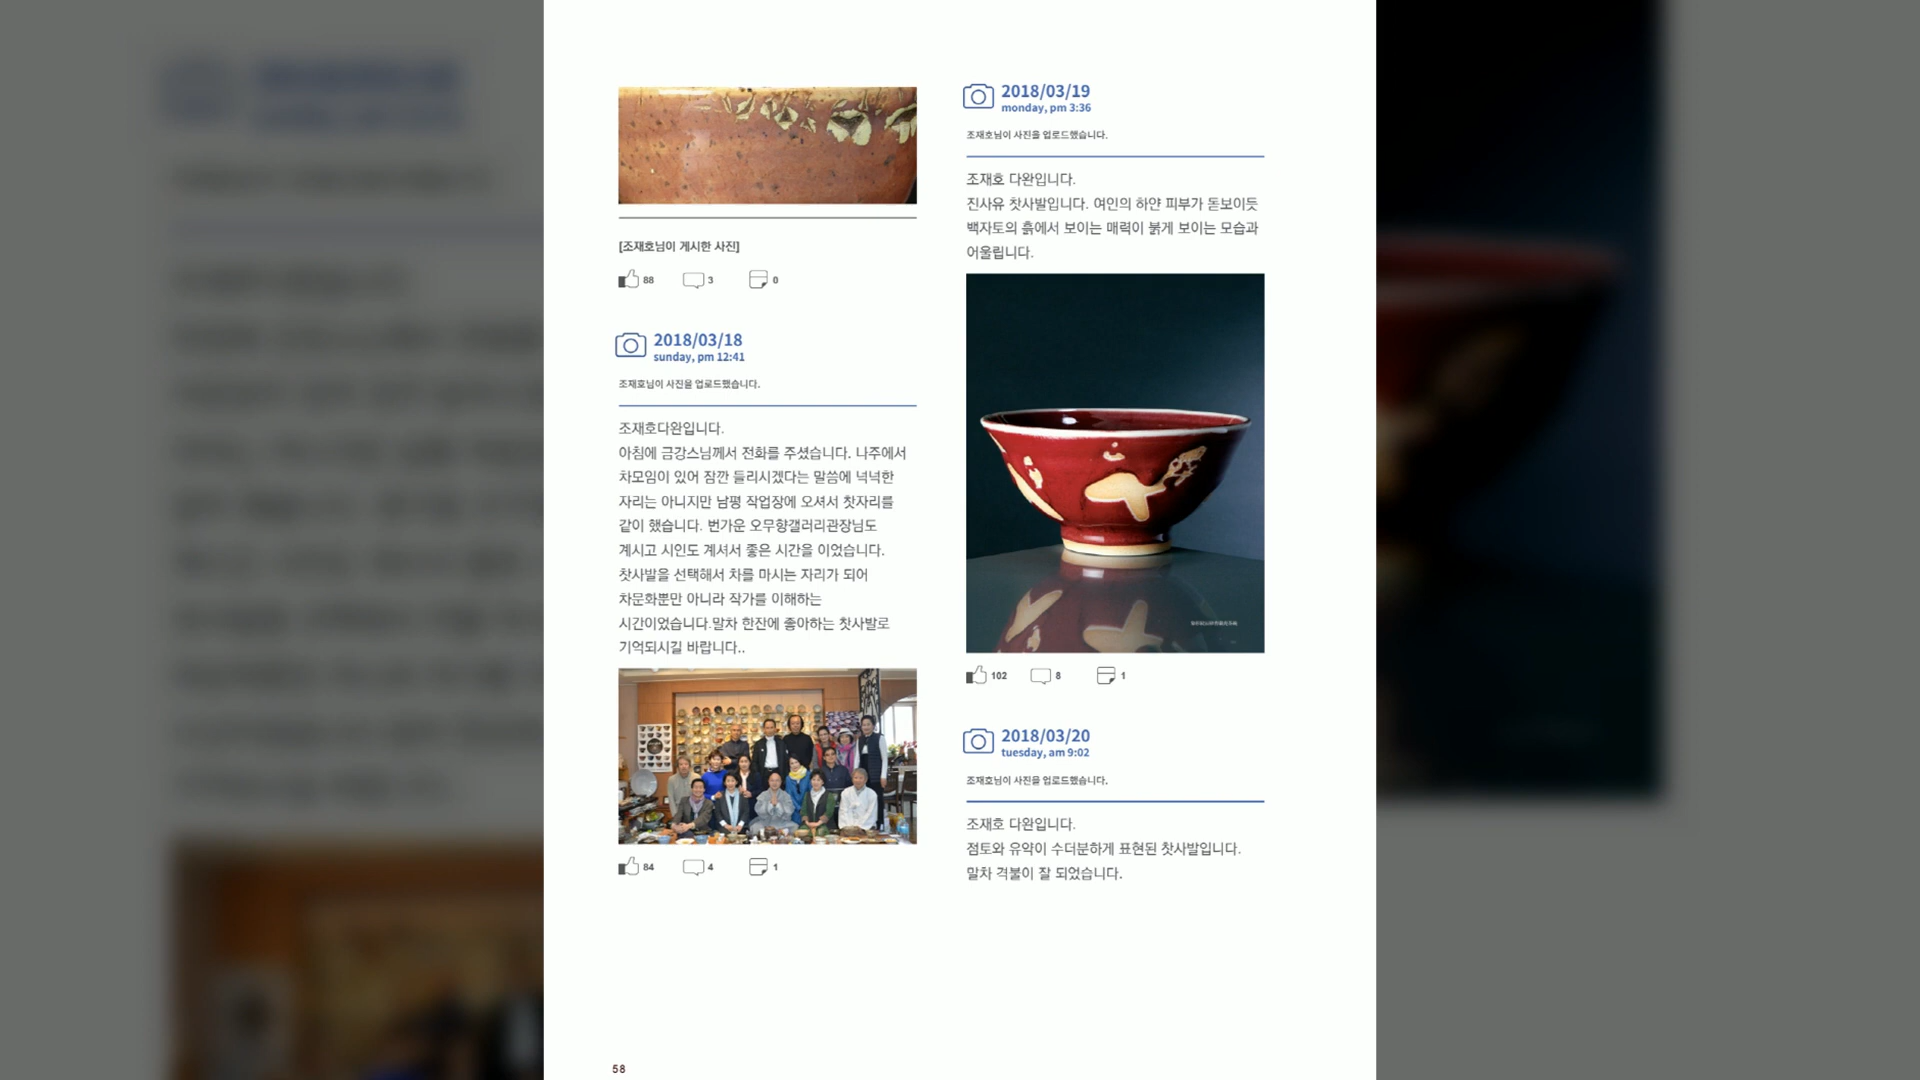 [조재호님이 게시한 사진]
88 3 0
2018/03/18
sunday, pm 12:41
조재호님이 사진을 업로드했습니다.
조재호다완입니다.
아침에 금강스님께서 전화를 주셨습니다. 나주에서
차모임이 있어 잠깐 들리시겠다는 말씀에 넉넉한
자리는 아니지만 남평 작업장에 오셔서 찻자리를
같이 했습니다. 번가운 오무향갤러리관장님도
계시고 시인도 계셔서 좋은 시간을 이었습니다.
찻사발을 선택해서 차를 마시는 자리가 되어
차문화뿐만 아니라 작가를 이해하는
시간이었습니다.말차 한잔에 좋아하는 찻사발로
기억되시길 바랍니다..
84 4 1
2018/03/19
monday, pm 3:36
조재호님이 사진을 업로드했습니다.
조재호 다완입니다.
진사유 찻사발입니다. 여인의 하얀 피부가 돋보이듯
백자토의 흙에서 보이는 매력이 붉게 보이는 모습과
어울립니다.
102 8 1
2018/03/20
tuesday, am 9:02
조재호님이 사진을 업로드했습니다.
조재호 다완입니다.
점토와 유약이 수더분하게 표현된 찻사발입니다.
말차 격불이 잘 되었습니다.
58